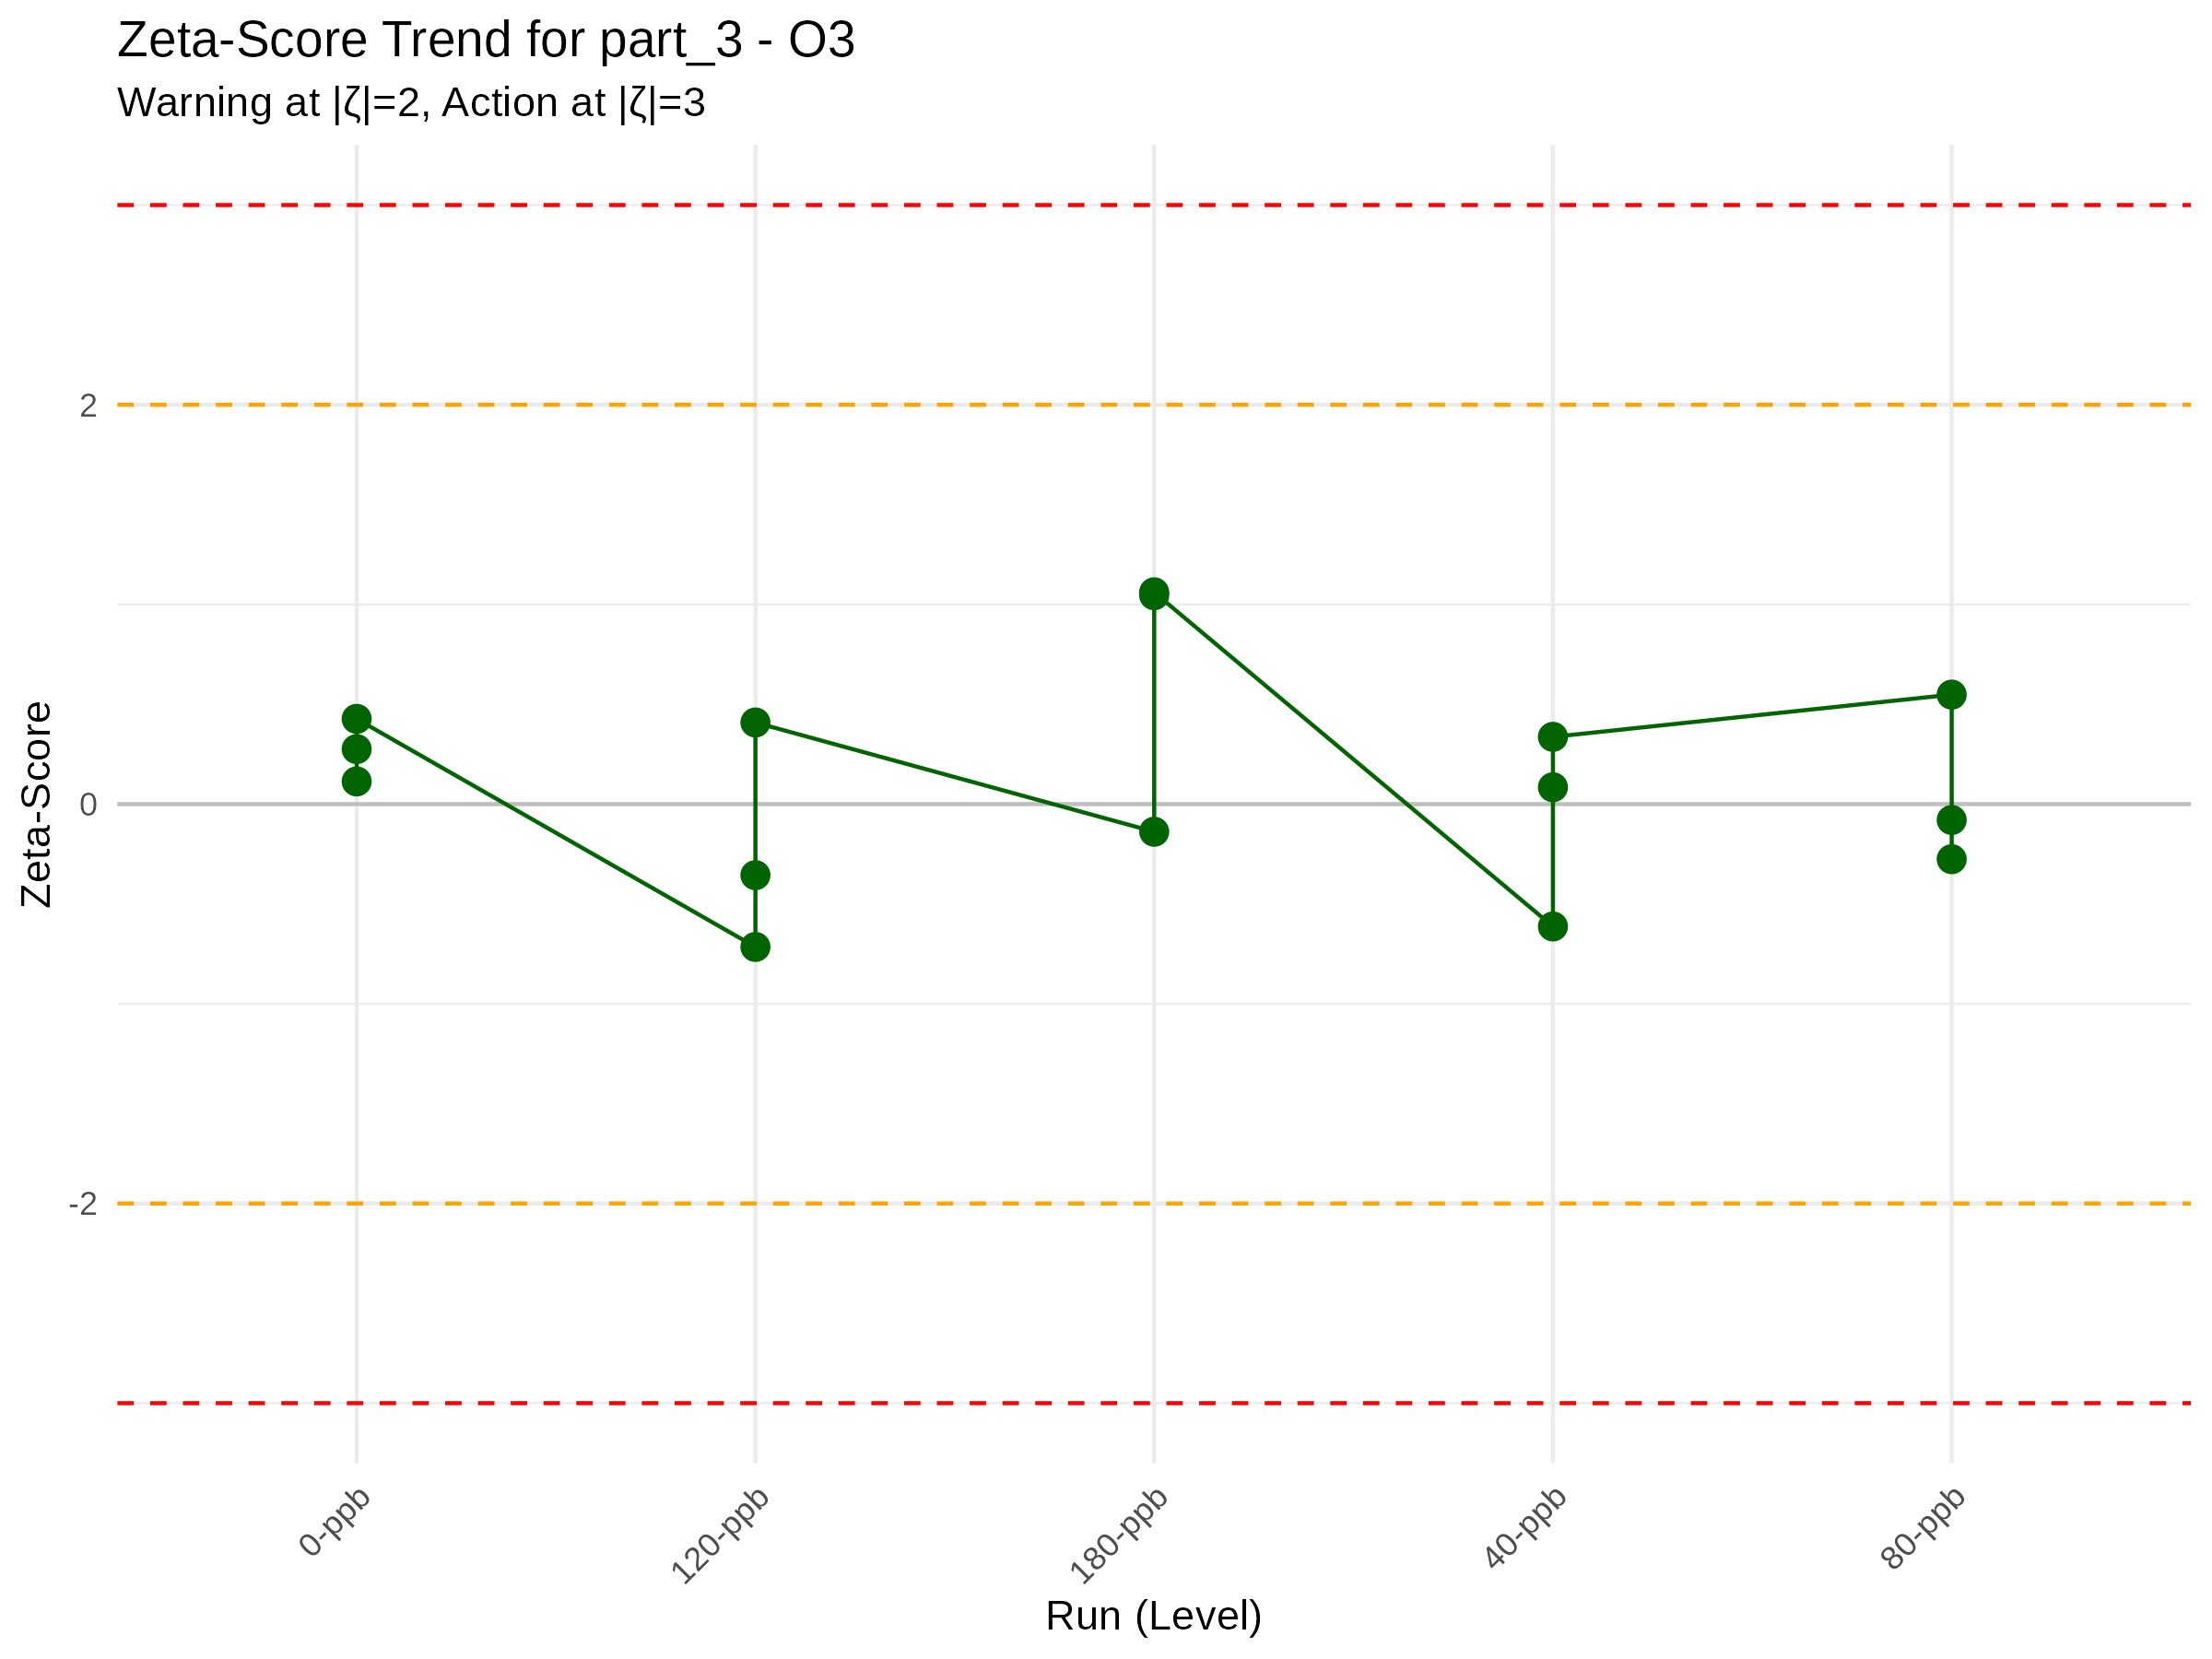 Zeta-Score Trend for part_3 - O3
Warning at |ζ|=2, Action at |ζ|=3
Zeta-Score
2
0
-2
0-ppb
120-ppb
180-ppb
40-ppb
80-ppb
Run (Level)